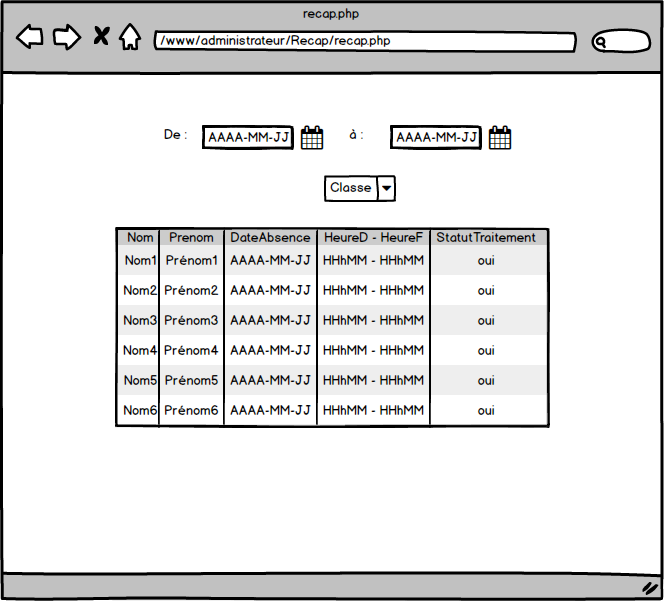 recap.php
/www/administrateur/Recap/recap.php
De : AAAA-MM-JJ à : AAAA-MM-JJ
Classe
Nom Prenom DateAbsence HeureD - HeureF StatutTraitement
Nom1 Prénom1 AAAA-MM-JJ HHhMM - HHhMM oui
Nom2 Prénom2 AAAA-MM-JJ HHhMM - HHhMM oui
Nom3 Prénom3 AAAA-MM-JJ HHhMM - HHhMM oui
Nom4 Prénom4 AAAA-MM-JJ HHhMM - HHhMM oui
Nom5 Prénom5 AAAA-MM-JJ HHhMM - HHhMM oui
Nom6 Prénom6 AAAA-MM-JJ HHhMM - HHhMM oui